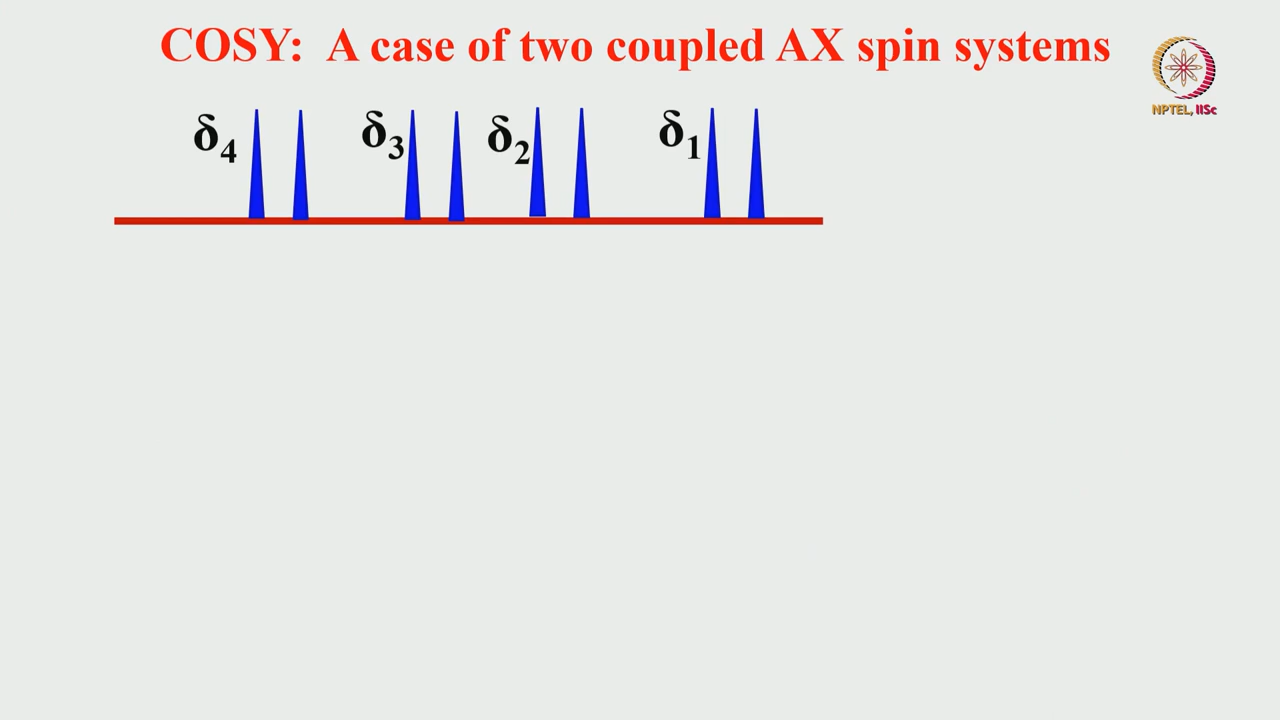 COSY: A case of two coupled AX spin systems
NPTEL, IISc
δ4 δ3 δ2 δ1